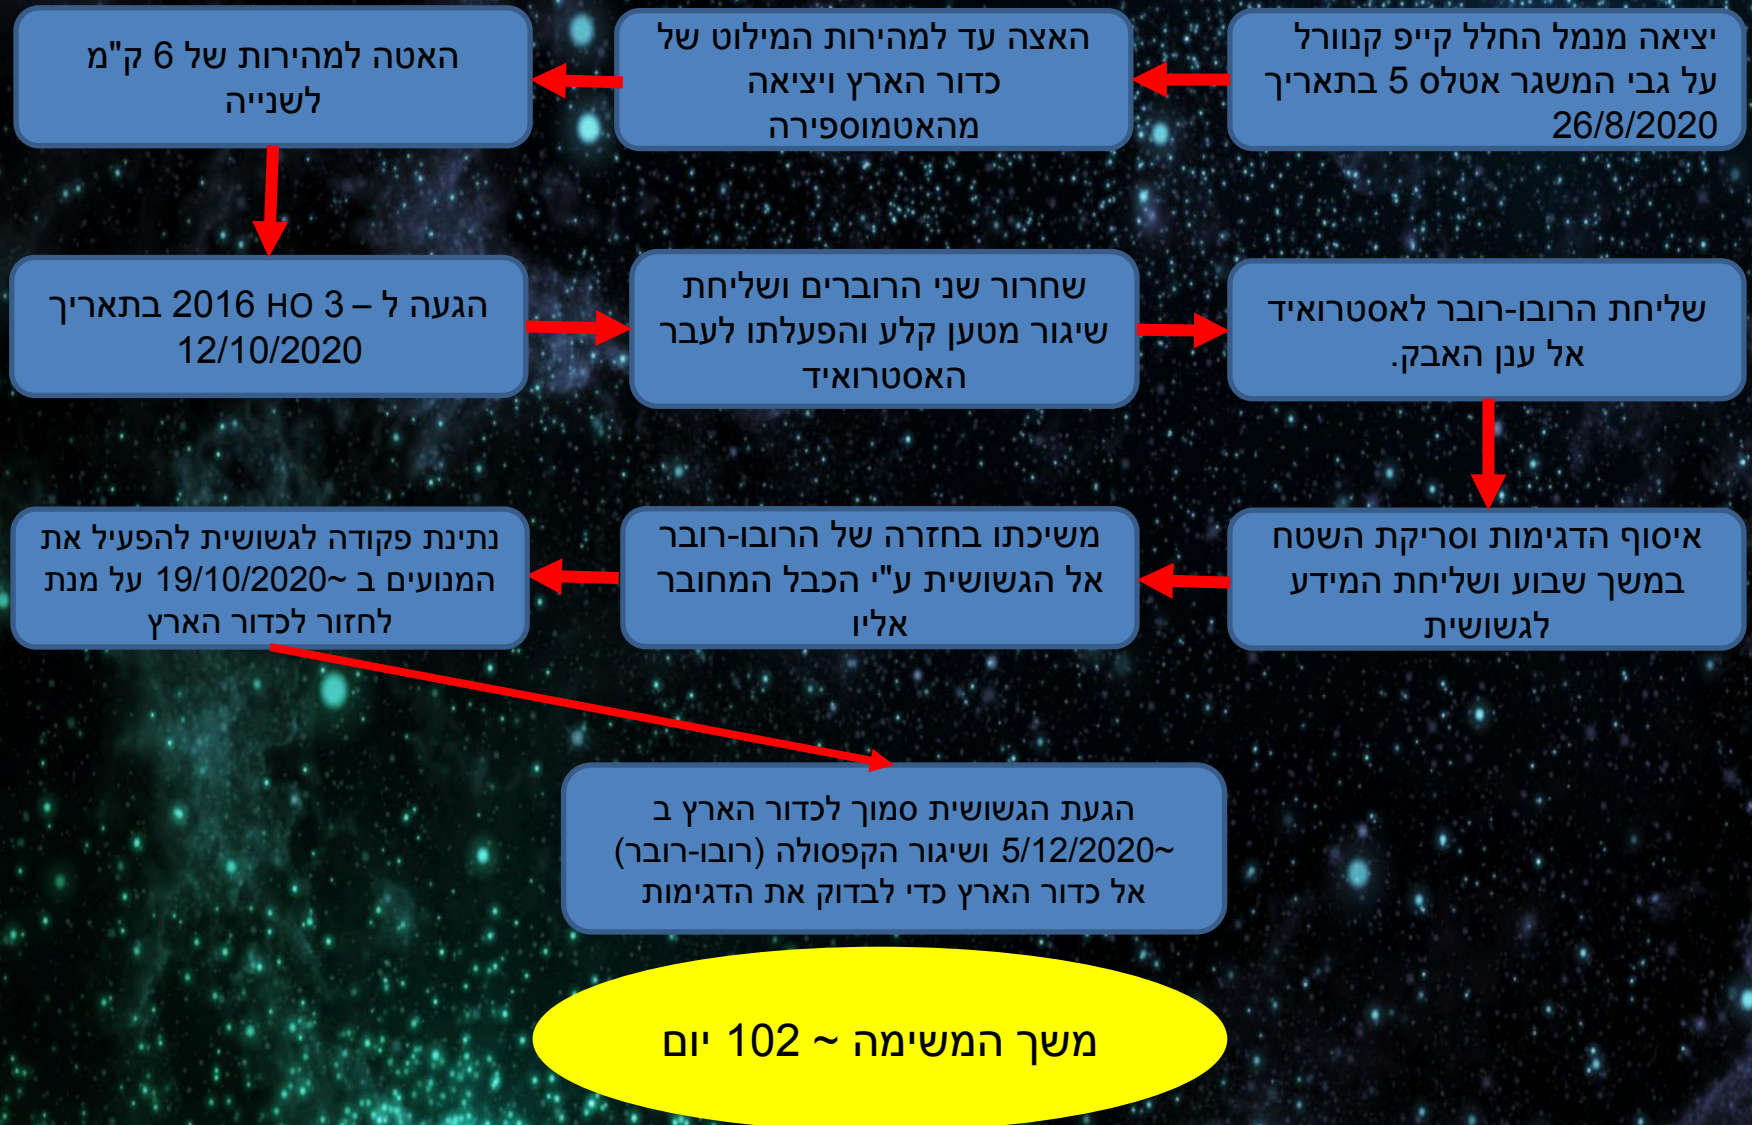 יציאה מנמל החלל קייפ קנוורל
על גבי המשגר אטלס 5 בתאריך
26/8/2020
האצה עד למהירות המילוט של
כדור הארץ ויציאה
מהאטמוספירה
האטה למהירות של 6 ק"מ
לשנייה
הגעה ל – 2016 HO 3 בתאריך
12/10/2020
שחרור שני הרוברים ושליחת
שיגור מטען קלע והפעלתו לעבר
האסטרואיד
שליחת הרובו-רובר לאסטרואיד
אל ענן האבק.
איסוף הדגימות וסריקת השטח
במשך שבוע ושליחת המידע
לגשושית
משיכתו בחזרה של הרובו-רובר
אל הגשושית ע"י הכבל המחובר
אליו
נתינת פקודה לגשושית להפעיל את
המנועים ב ~19/10/2020 על מנת
לחזור לכדור הארץ
הגעת הגשושית סמוך לכדור הארץ ב
~5/12/2020 ושיגור הקפסולה (רובו-רובר)
אל כדור הארץ כדי לבדוק את הדגימות
משך המשימה ~ 102 יום